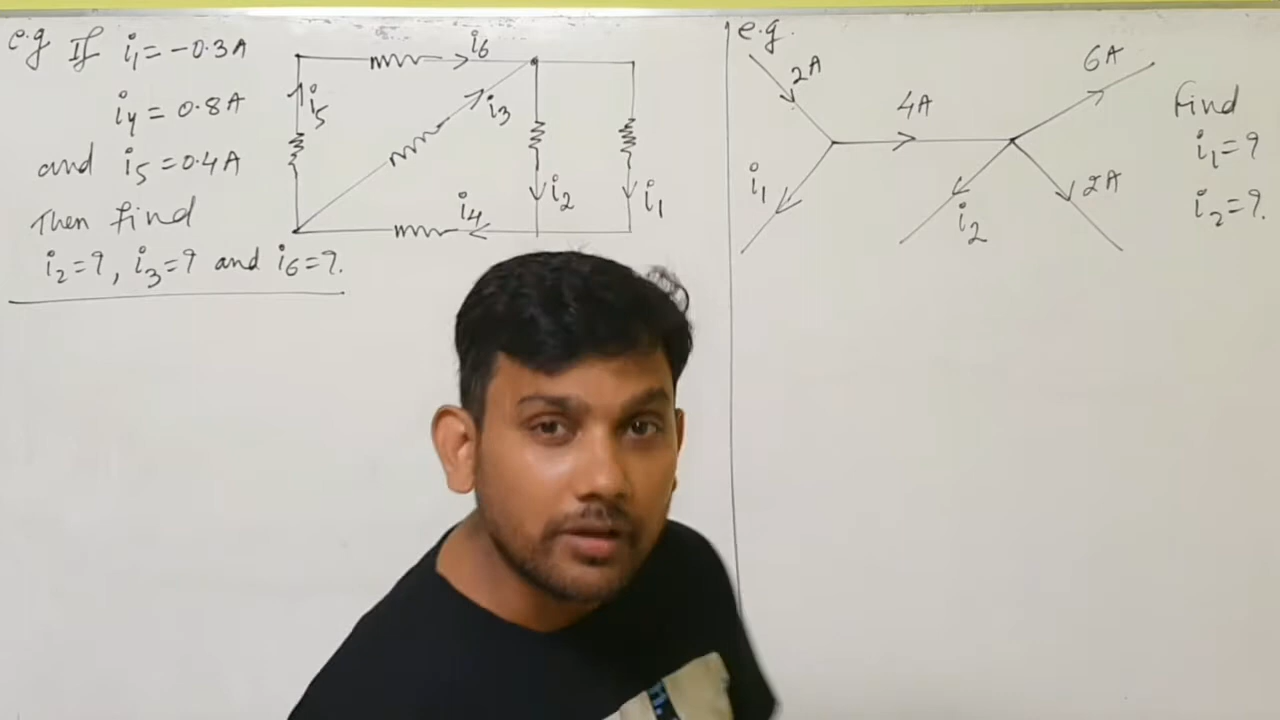 e.g If i₁ = -0.3A
i₄ = 0.8A
and i₅ = 0.4A
Then find
i₂ = ?, i₃ = ? and i₆ = ?.
i₆
i₅
i₃
i₂
i₁
i₄
e.g.
2A
4A
6A
i₁
i₂
2A
Find
i₁ = ?
i₂ = ?.